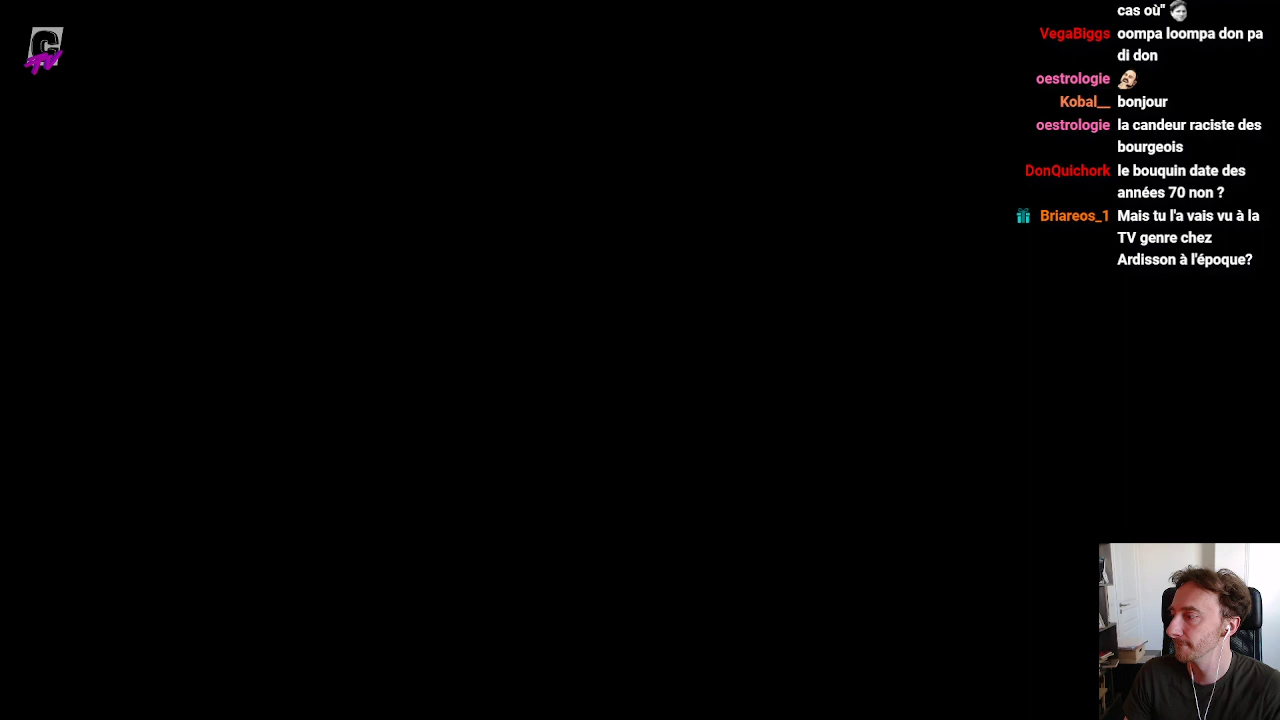 C
TV
cas où"
VegaBiggs oompa loompa don pa
di don
oestrologie
Kobal__ bonjour
oestrologie la candeur raciste des
bourgeois
DonQuichork le bouquin date des
années 70 non ?
Briareos_1 Mais tu l'a vais vu à la
TV genre chez
Ardisson à l'époque?